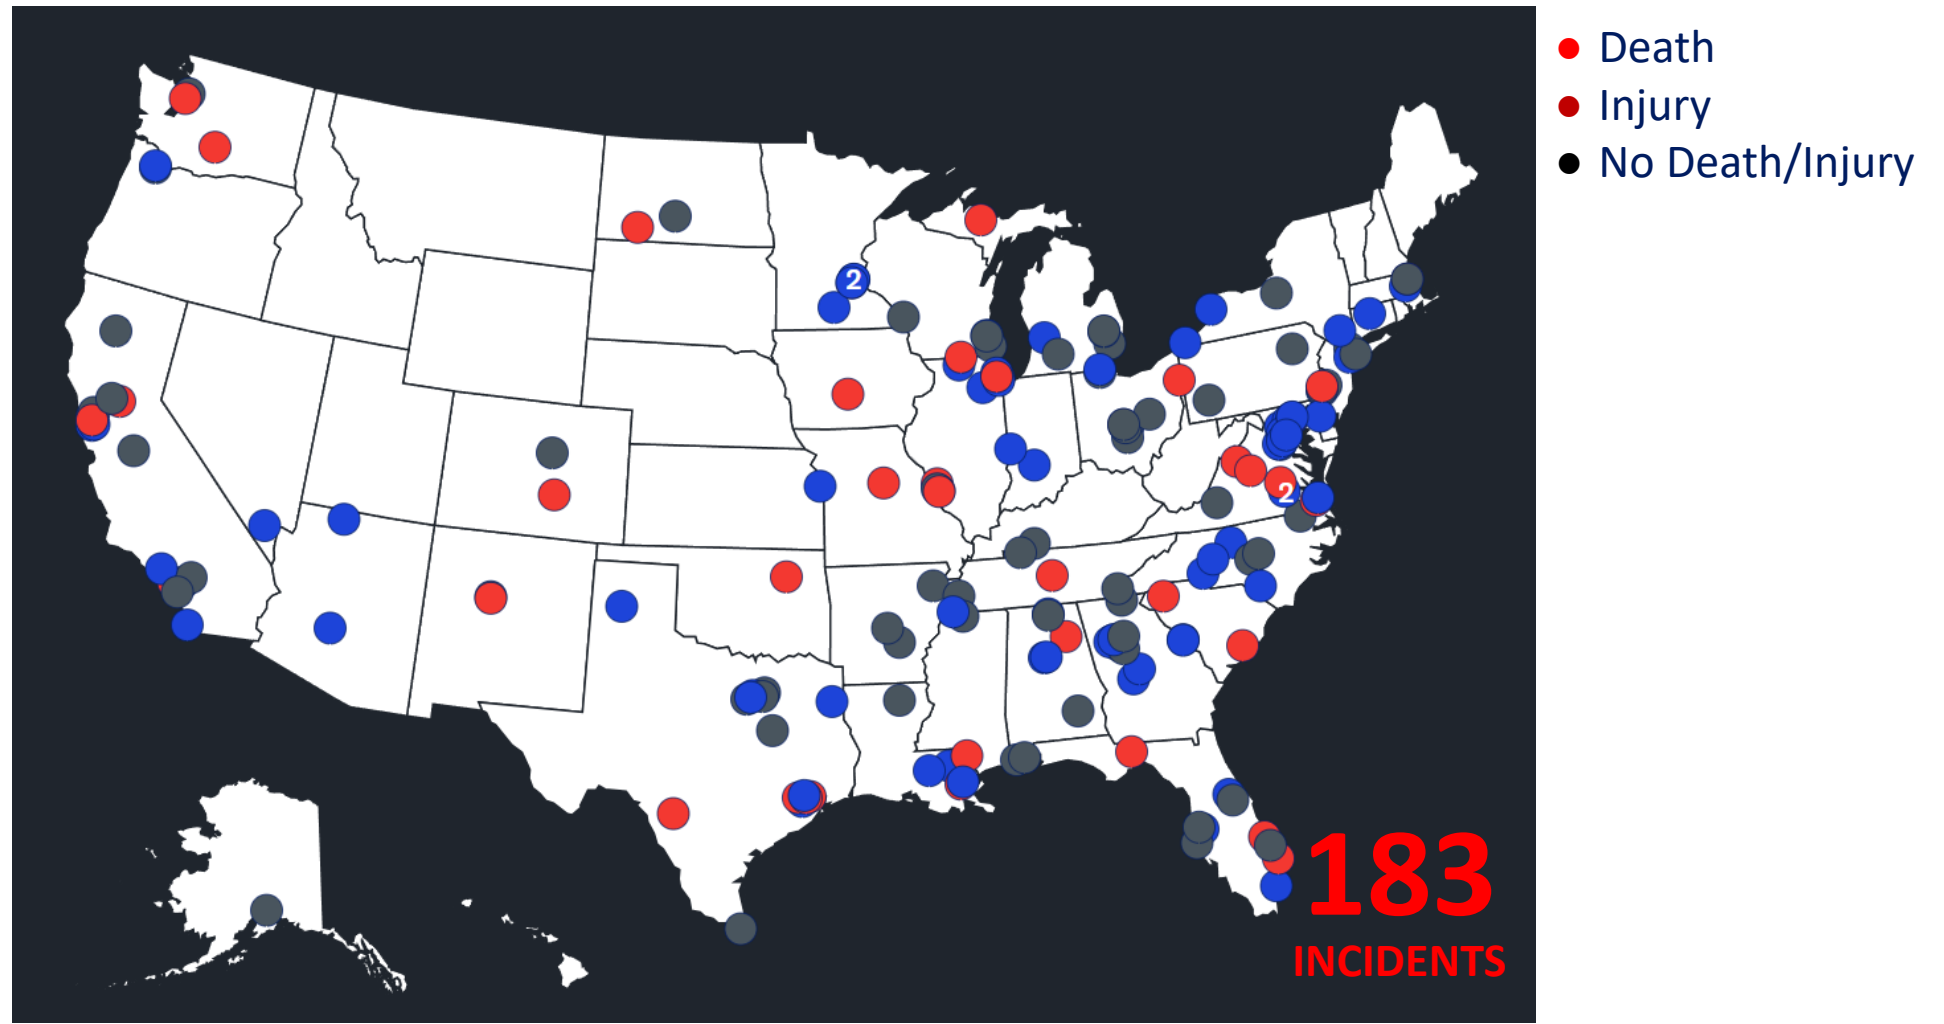 Death
Injury
No Death/Injury
2
2
183
INCIDENTS